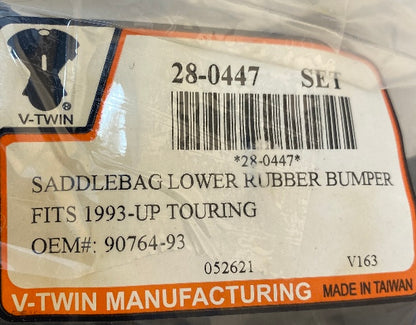 28-0447 SET
®
V-TWIN
*28-0447*
SADDLEBAG LOWER RUBBER BUMPER
FITS 1993-UP TOURING
OEM#: 90764-93
052621 V163
V-TWIN MANUFACTURING MADE IN TAIWAN